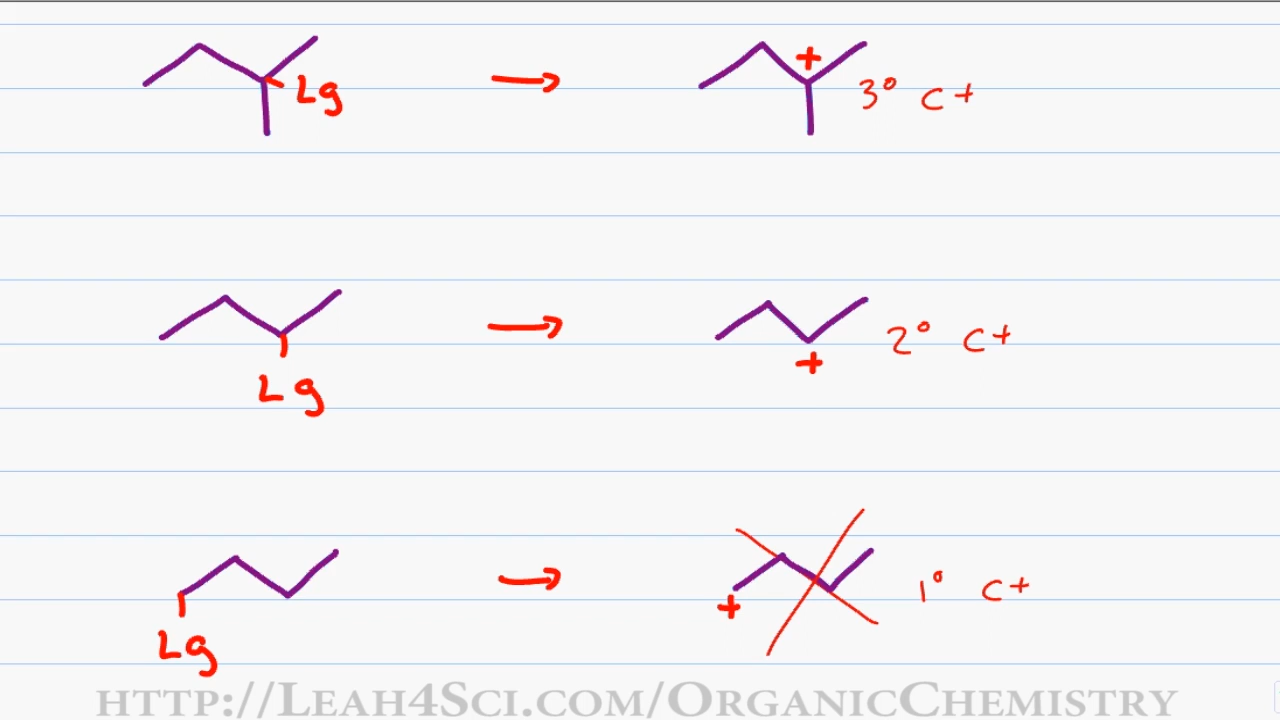 Lg + 3° C+
Lg + 2° C+
Lg + 1° C+
HTTP://LEAH4SCI.COM/ORGANICCHEMISTRY